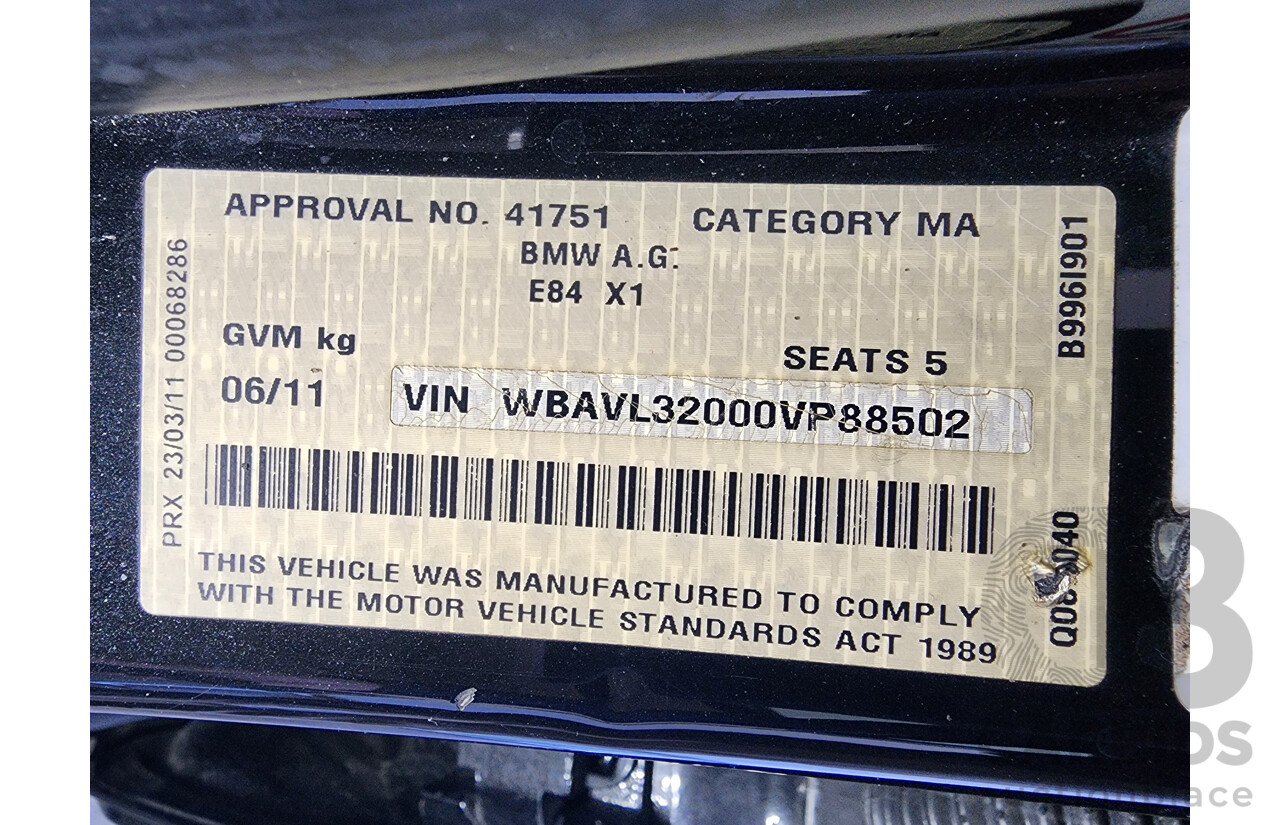 APPROVAL NO. 41751 CATEGORY MA
BMW A.G.
E84 X1
GVM kg
SEATS 5
06/11
VIN WBAVL32000VP88502
THIS VEHICLE WAS MANUFACTURED TO COMPLY
WITH THE MOTOR VEHICLE STANDARDS ACT 1989
PRX 23/03/11 00068286
B996I901